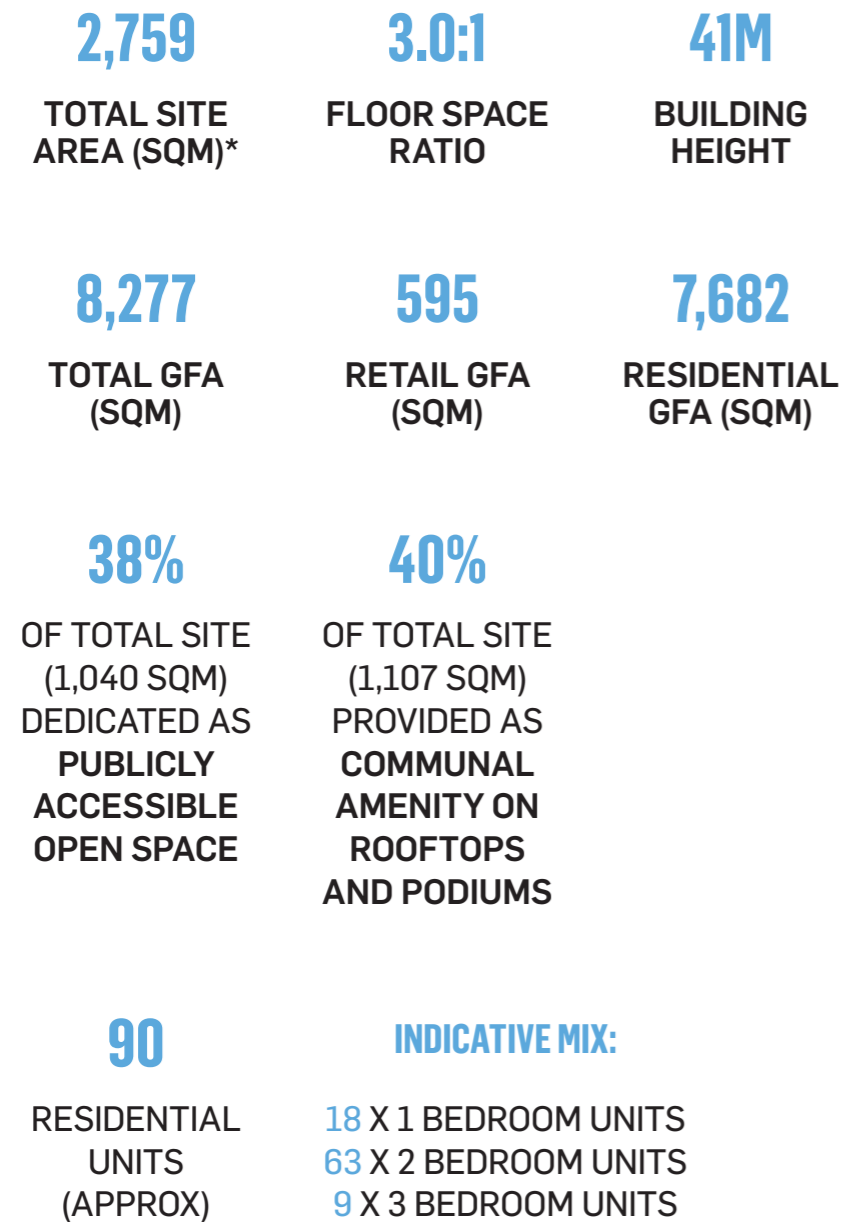 2,759
TOTAL SITE
AREA (SQM)*
3.0:1
FLOOR SPACE
RATIO
41M
BUILDING
HEIGHT
8,277
TOTAL GFA
(SQM)
595
RETAIL GFA
(SQM)
7,682
RESIDENTIAL
GFA (SQM)
38%
OF TOTAL SITE
(1,040 SQM)
DEDICATED AS
PUBLICLY
ACCESSIBLE
OPEN SPACE
40%
OF TOTAL SITE
(1,107 SQM)
PROVIDED AS
COMMUNAL
AMENITY ON
ROOFTOPS
AND PODIUMS
90
RESIDENTIAL
UNITS
(APPROX)
INDICATIVE MIX:
18 X 1 BEDROOM UNITS
63 X 2 BEDROOM UNITS
9 X 3 BEDROOM UNITS